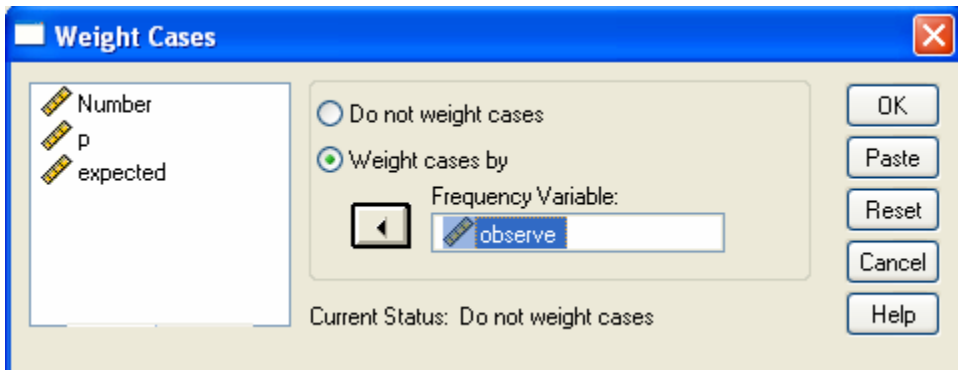 Weight Cases
Number
p
expected
Do not weight cases
Weight cases by
Frequency Variable:
observe
Current Status: Do not weight cases
OK
Paste
Reset
Cancel
Help